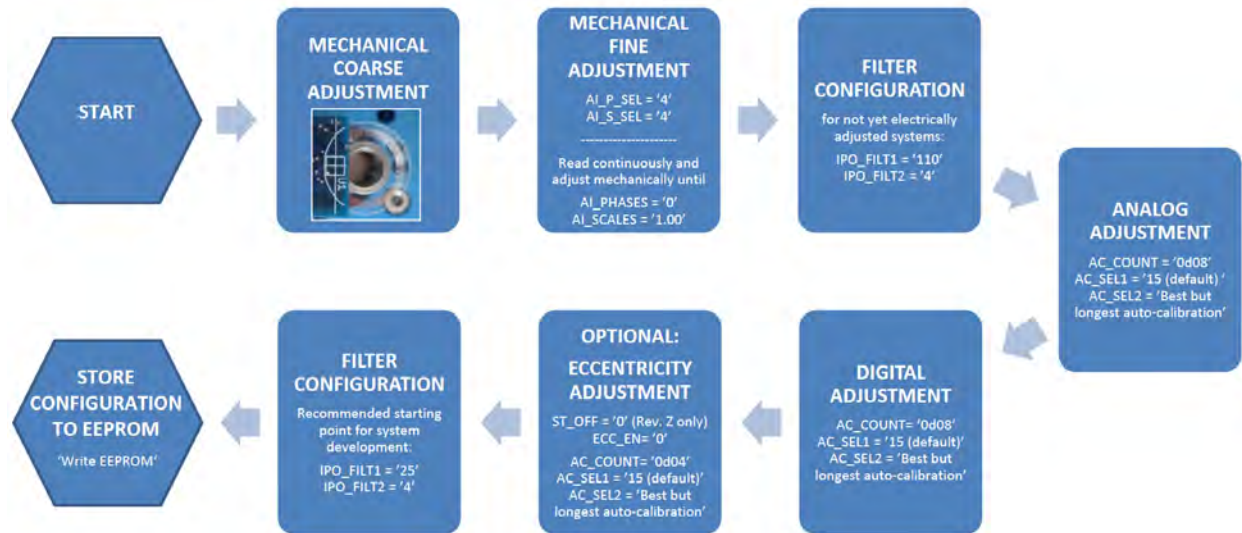 START
MECHANICAL
COARSE
ADJUSTMENT
MECHANICAL
FINE
ADJUSTMENT
AI_P_SEL = '4'
AI_S_SEL = '4'
----------------------
Read continuously and
adjust mechanically until
AI_PHASES = '0'
AI_SCALES = '1.00'
FILTER
CONFIGURATION
for not yet electrically
adjusted systems:
IPO_FILT1 = '110'
IPO_FILT2 = '4'
ANALOG
ADJUSTMENT
AC_COUNT = '0d08'
AC_SEL1 = '15 (default) '
AC_SEL2 = 'Best but
longest auto-calibration'
DIGITAL
ADJUSTMENT
AC_COUNT= '0d08'
AC_SEL1 = '15 (default)'
AC_SEL2 = 'Best but
longest auto-calibration'
OPTIONAL:
ECCENTRICITY
ADJUSTMENT
ST_OFF = '0' (Rev. Z only)
ECC_EN= '0'
AC_COUNT= '0d04'
AC_SEL1 = '15 (default)'
AC_SEL2 = 'Best but
longest auto-calibration'
FILTER
CONFIGURATION
Recommended starting
point for system
development:
IPO_FILT1 = '25'
IPO_FILT2 = '4'
STORE
CONFIGURATION
TO EEPROM
'Write EEPROM'